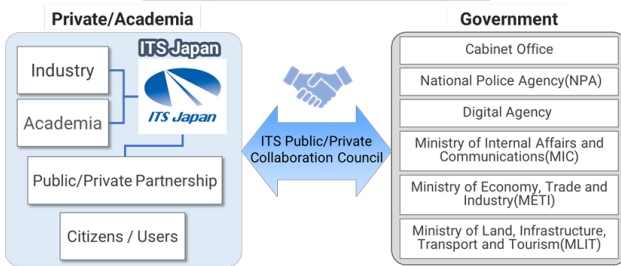 Private/Academia
ITS Japan
Industry
Academia
ITS Japan
Public/Private Partnership
Citizens / Users
ITS Public/Private
Collaboration Council
Government
Cabinet Office
National Police Agency(NPA)
Digital Agency
Ministry of Internal Affairs and
Communications(MIC)
Ministry of Economy, Trade and
Industry(METI)
Ministry of Land, Infrastructure,
Transport and Tourism(MLIT)